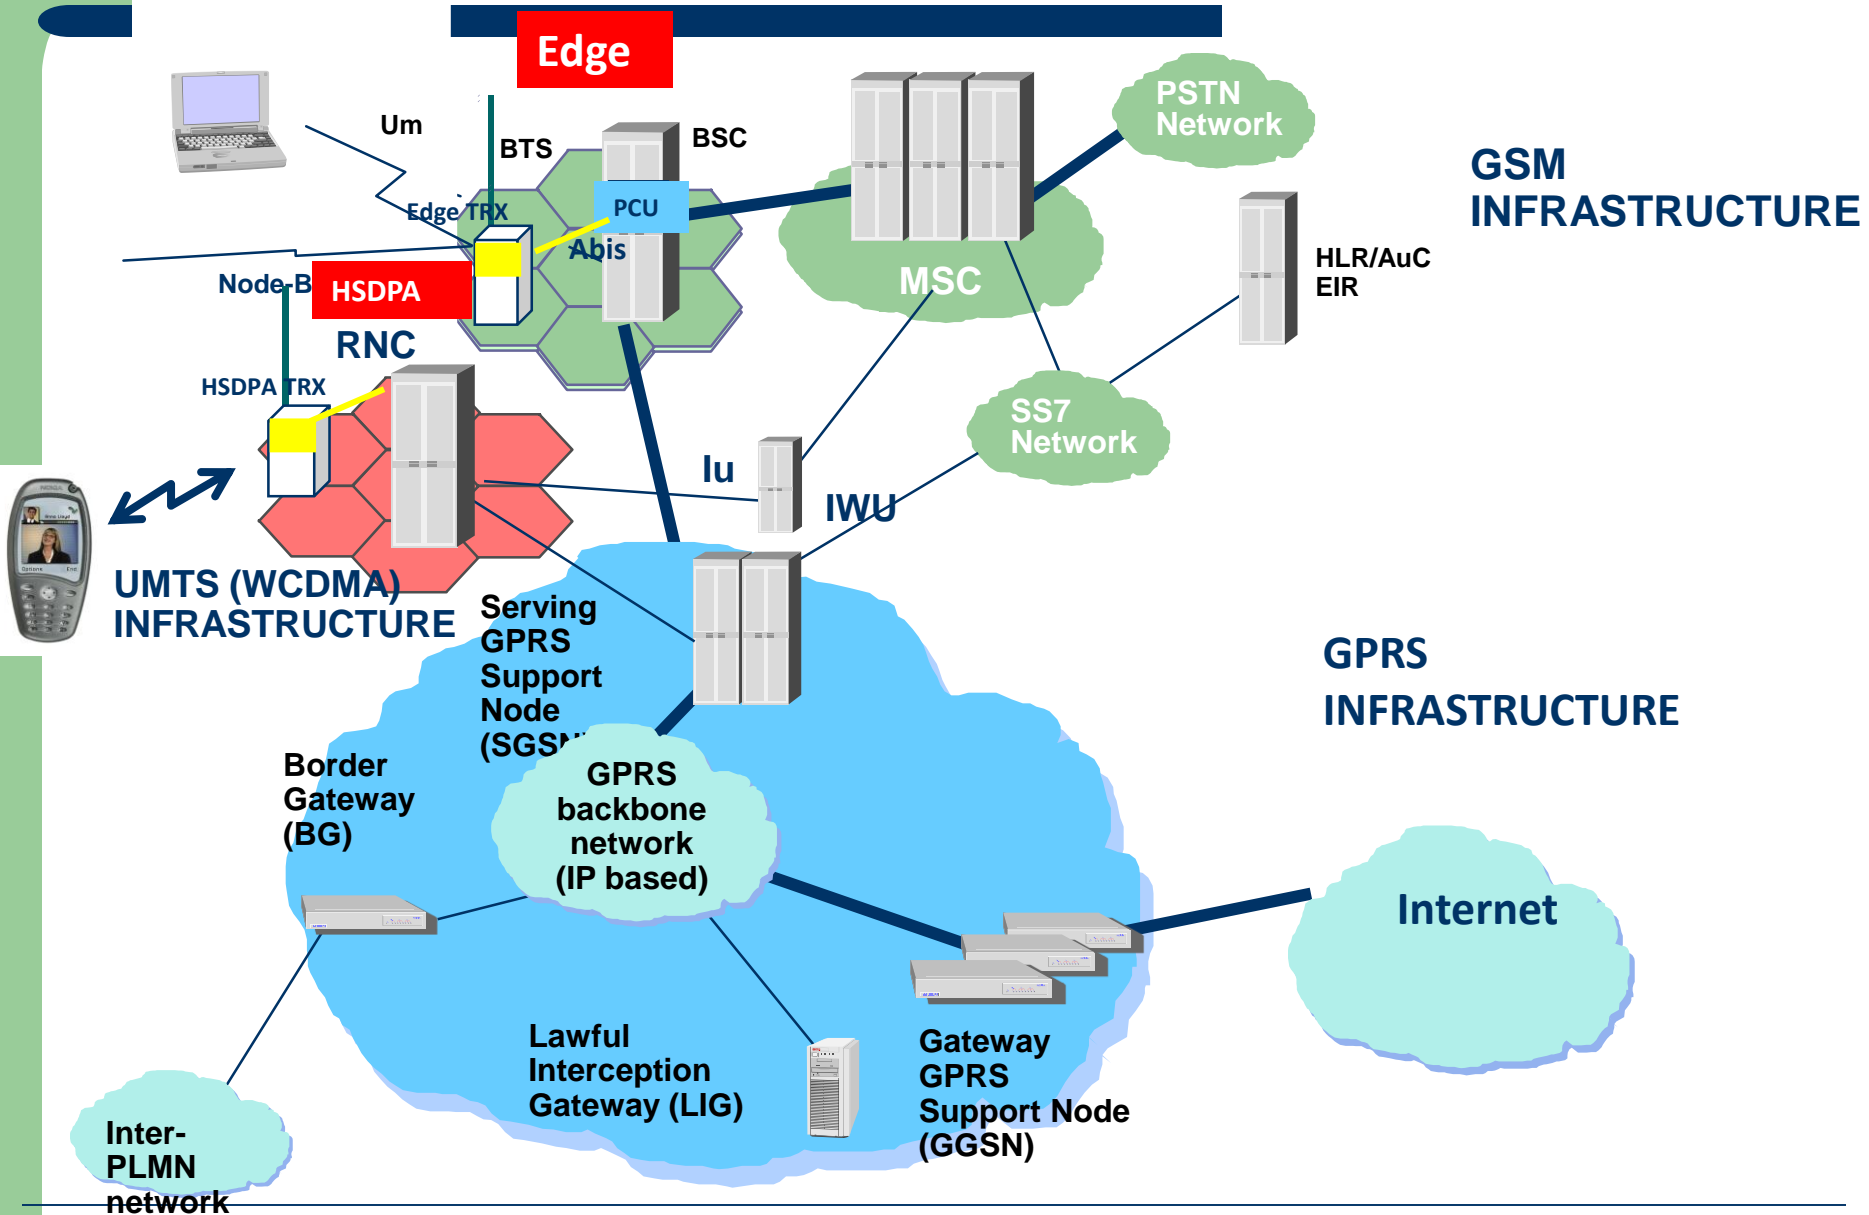 Edge
PSTN
Network
Um
BTS
BSC
GSM
INFRASTRUCTURE
Edge TRX
PCU
Abis
HLR/AuC
EIR
Node-B
HSDPA
MSC
RNC
HSDPA TRX
SS7
Network
Iu
IWU
UMTS (WCDMA)
INFRASTRUCTURE
Serving
GPRS
Support
Node
(SGSN)
GPRS
INFRASTRUCTURE
Border
Gateway
(BG)
GPRS
backbone
network
(IP based)
Internet
Lawful
Interception
Gateway (LIG)
Gateway
GPRS
Support Node
(GGSN)
Inter-
PLMN
network